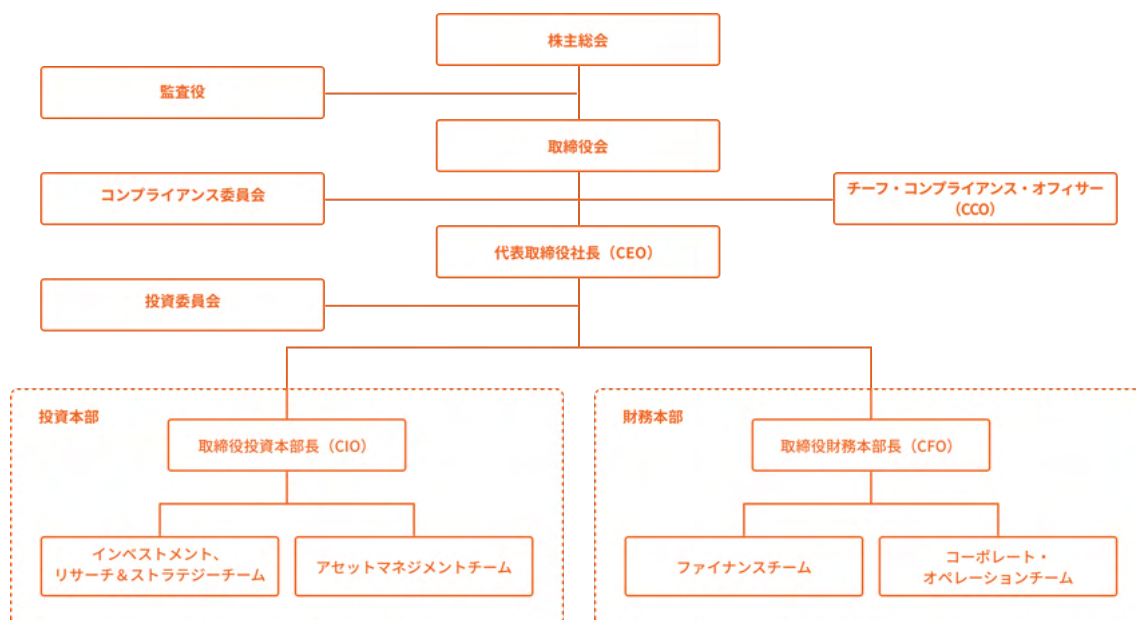 株主総会
監査役
取締役会
コンプライアンス委員会
チーフ・コンプライアンス・オフィサー
（CCO）
代表取締役社長（CEO）
投資委員会
投資本部
取締役投資本部長（CIO）
インベストメント、
リサーチ＆ストラテジーチーム
アセットマネジメントチーム
財務本部
取締役財務本部長（CFO）
ファイナンスチーム
コーポレート・
オペレーションチーム